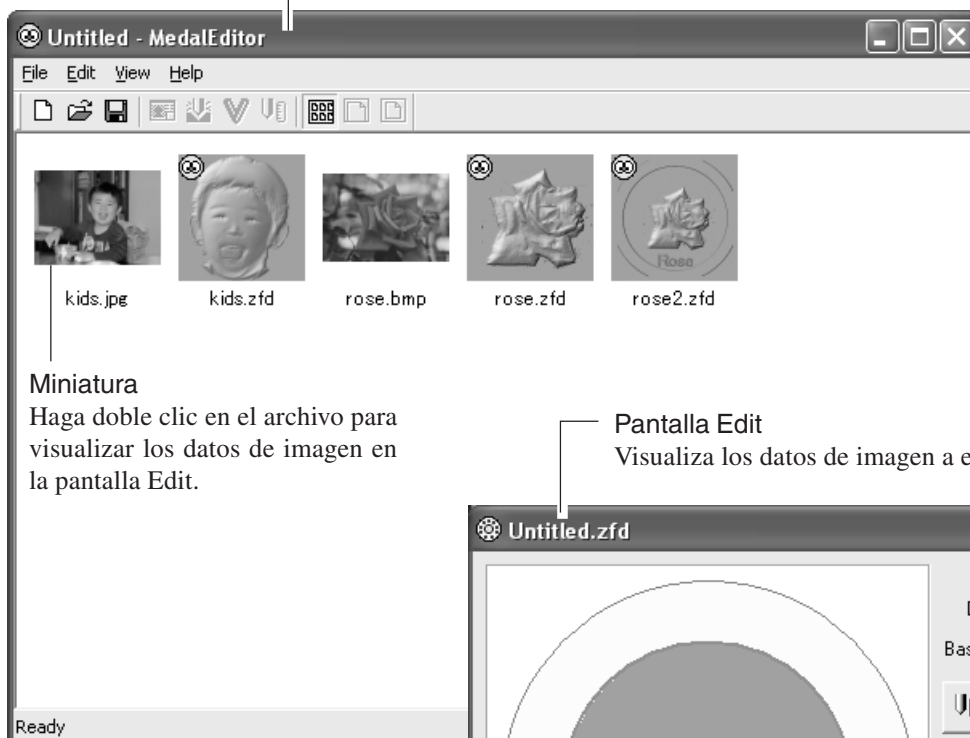 Untitled - MedalEditor
File Edit View Help
kids.jpg kids.zfd rose.bmp rose.zfd rose2.zfd
Rose
Miniatura
Haga doble clic en el archivo para
visualizar los datos de imagen en
la pantalla Edit.
Pantalla Edit
Visualiza los datos de imagen a
Untitled.zfd
Ready